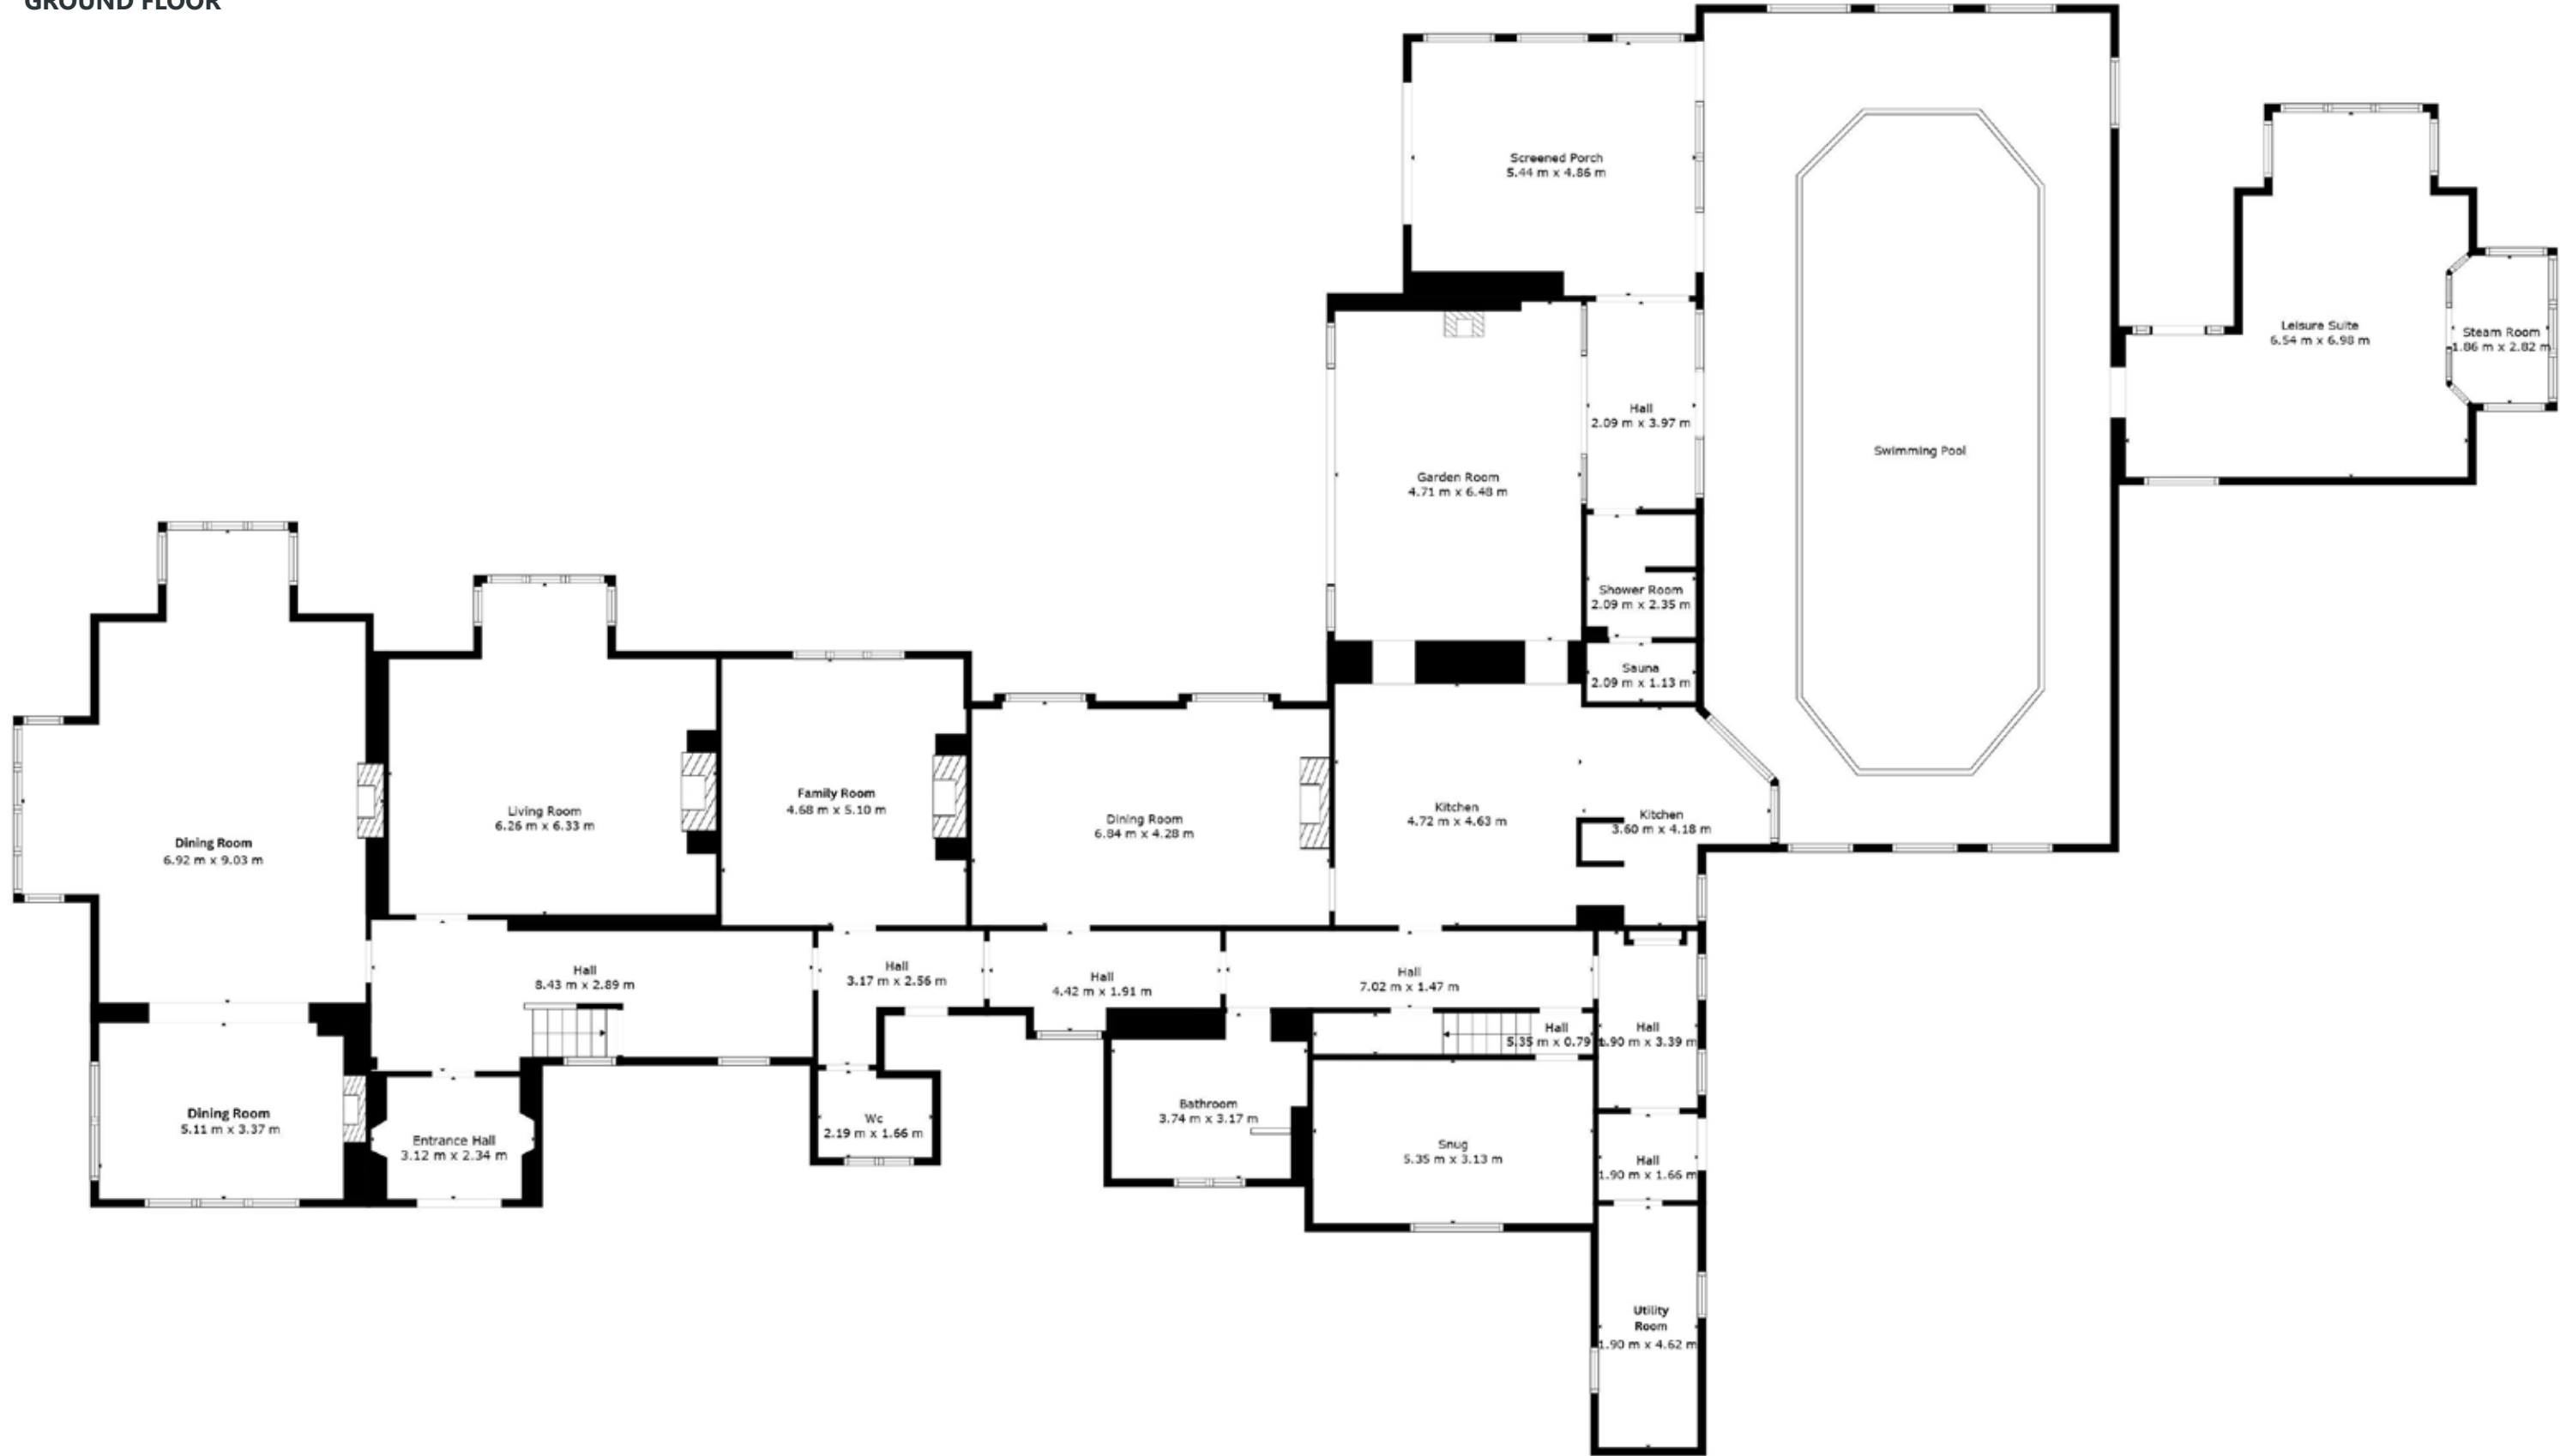 GROUND FLOOR
Screened Porch
5.44 m x 4.86 m
Leisure Suite
6.54 m x 6.98 m
Steam Room
1.86 m x 2.82 m
Hall
2.09 m x 3.97 m
Swimming Pool
Garden Room
4.71 m x 6.48 m
Shower Room
2.09 m x 2.35 m
Sauna
2.09 m x 1.13 m
Dining Room
6.92 m x 9.03 m
Living Room
6.26 m x 6.33 m
Family Room
4.68 m x 5.10 m
Dining Room
6.84 m x 4.28 m
Kitchen
4.72 m x 4.63 m
Kitchen
3.60 m x 4.18 m
Hall
8.43 m x 2.89 m
Hall
3.17 m x 2.56 m
Hall
4.42 m x 1.91 m
Hall
7.02 m x 1.47 m
Hall
5.35 m x 0.79
Hall
1.90 m x 3.39 m
Dining Room
5.11 m x 3.37 m
Entrance Hall
3.12 m x 2.34 m
Wc
2.19 m x 1.66 m
Bathroom
3.74 m x 3.17 m
Snug
5.35 m x 3.13 m
Hall
1.90 m x 1.66 m
Utility
Room
1.90 m x 4.62 m